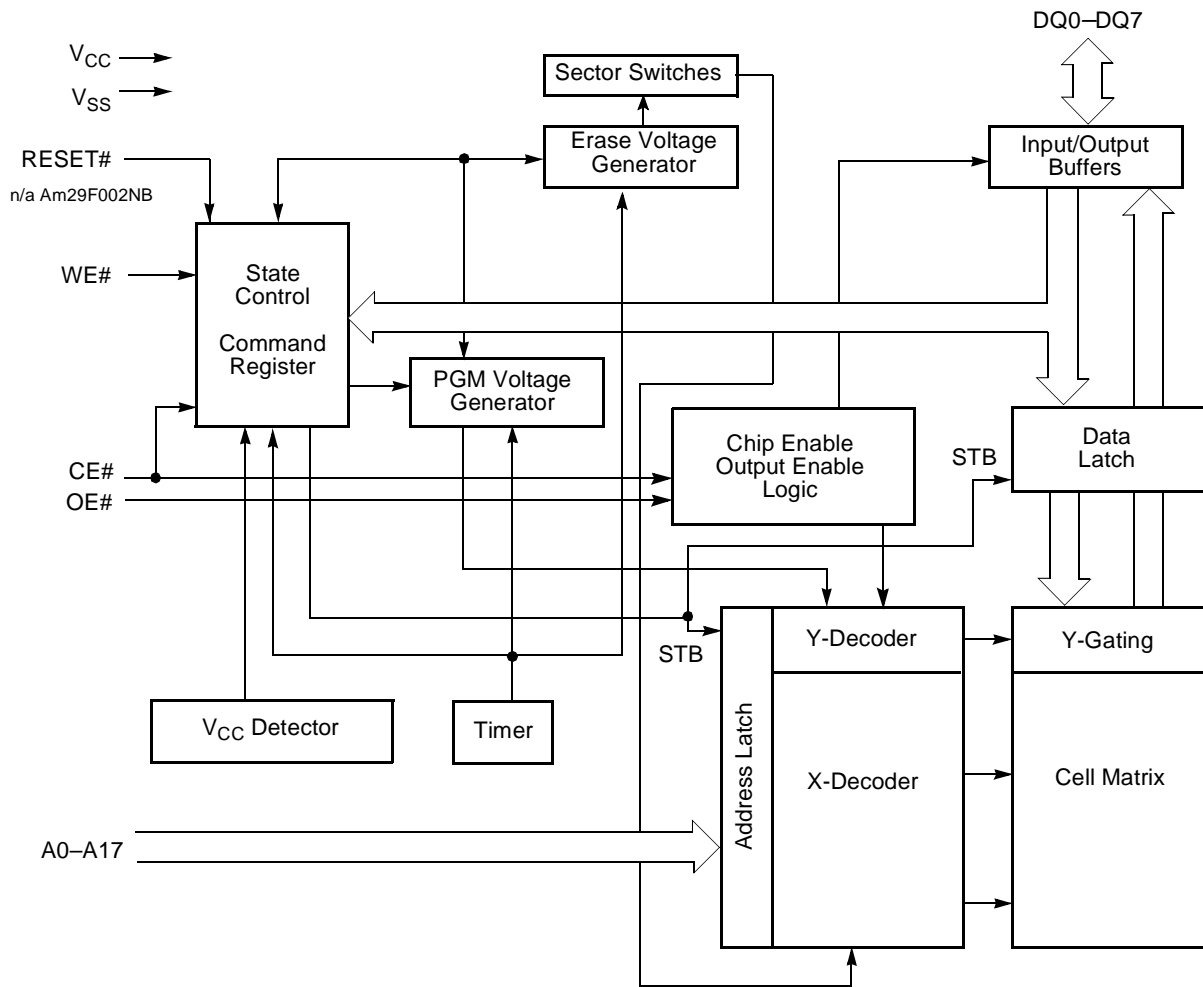 DQ0–DQ7
VCC
VSS
Sector Switches
RESET#
n/a Am29F002NB
Erase Voltage
Generator
Input/Output
Buffers
WE#
State
Control
Command
Register
PGM Voltage
Generator
CE#
OE#
Chip Enable
Output Enable
Logic
STB
Data
Latch
STB
Y-Decoder
Y-Gating
VCC Detector
Timer
Address Latch
X-Decoder
Cell Matrix
A0–A17